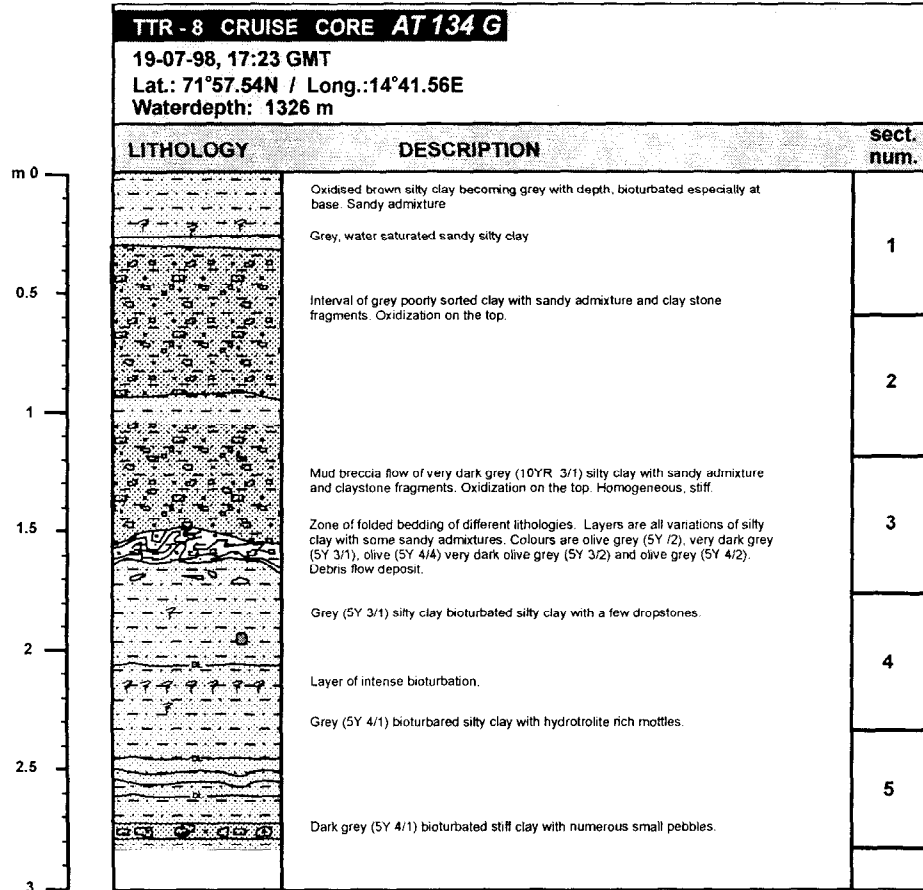 TTR - 8 CRUISE CORE AT 134 G
19-07-98, 17:23 GMT
Lat.: 71°57.54N / Long.:14°41.56E
Waterdepth: 1326 m
LITHOLOGY DESCRIPTION sect. num.
m 0
Oxidised brown silty clay becoming grey with depth, bioturbated especially at
base. Sandy admixture
Grey, water saturated sandy silty clay
1
0.5
Interval of grey poorly sorted clay with sandy admixture and clay stone
fragments. Oxidization on the top.
2
1
Mud breccia flow of very dark grey (10YR 3/1) silty clay with sandy admixture
and claystone fragments. Oxidization on the top. Homogeneous, stiff.
3
1.5
Zone of folded bedding of different lithologies. Layers are all variations of silty
clay with some sandy admixtures. Colours are olive grey (5Y /2), very dark grey
(5Y 3/1), olive (5Y 4/4) very dark olive grey (5Y 3/2) and olive grey (5Y 4/2).
Debris flow deposit.
Grey (5Y 3/1) silty clay bioturbated silty clay with a few dropstones.
2
4
Layer of intense bioturbation.
Grey (5Y 4/1) bioturbared silty clay with hydrotrolite rich mottles.
2.5
5
Dark grey (5Y 4/1) bioturbated stiff clay with numerous small pebbles.
3